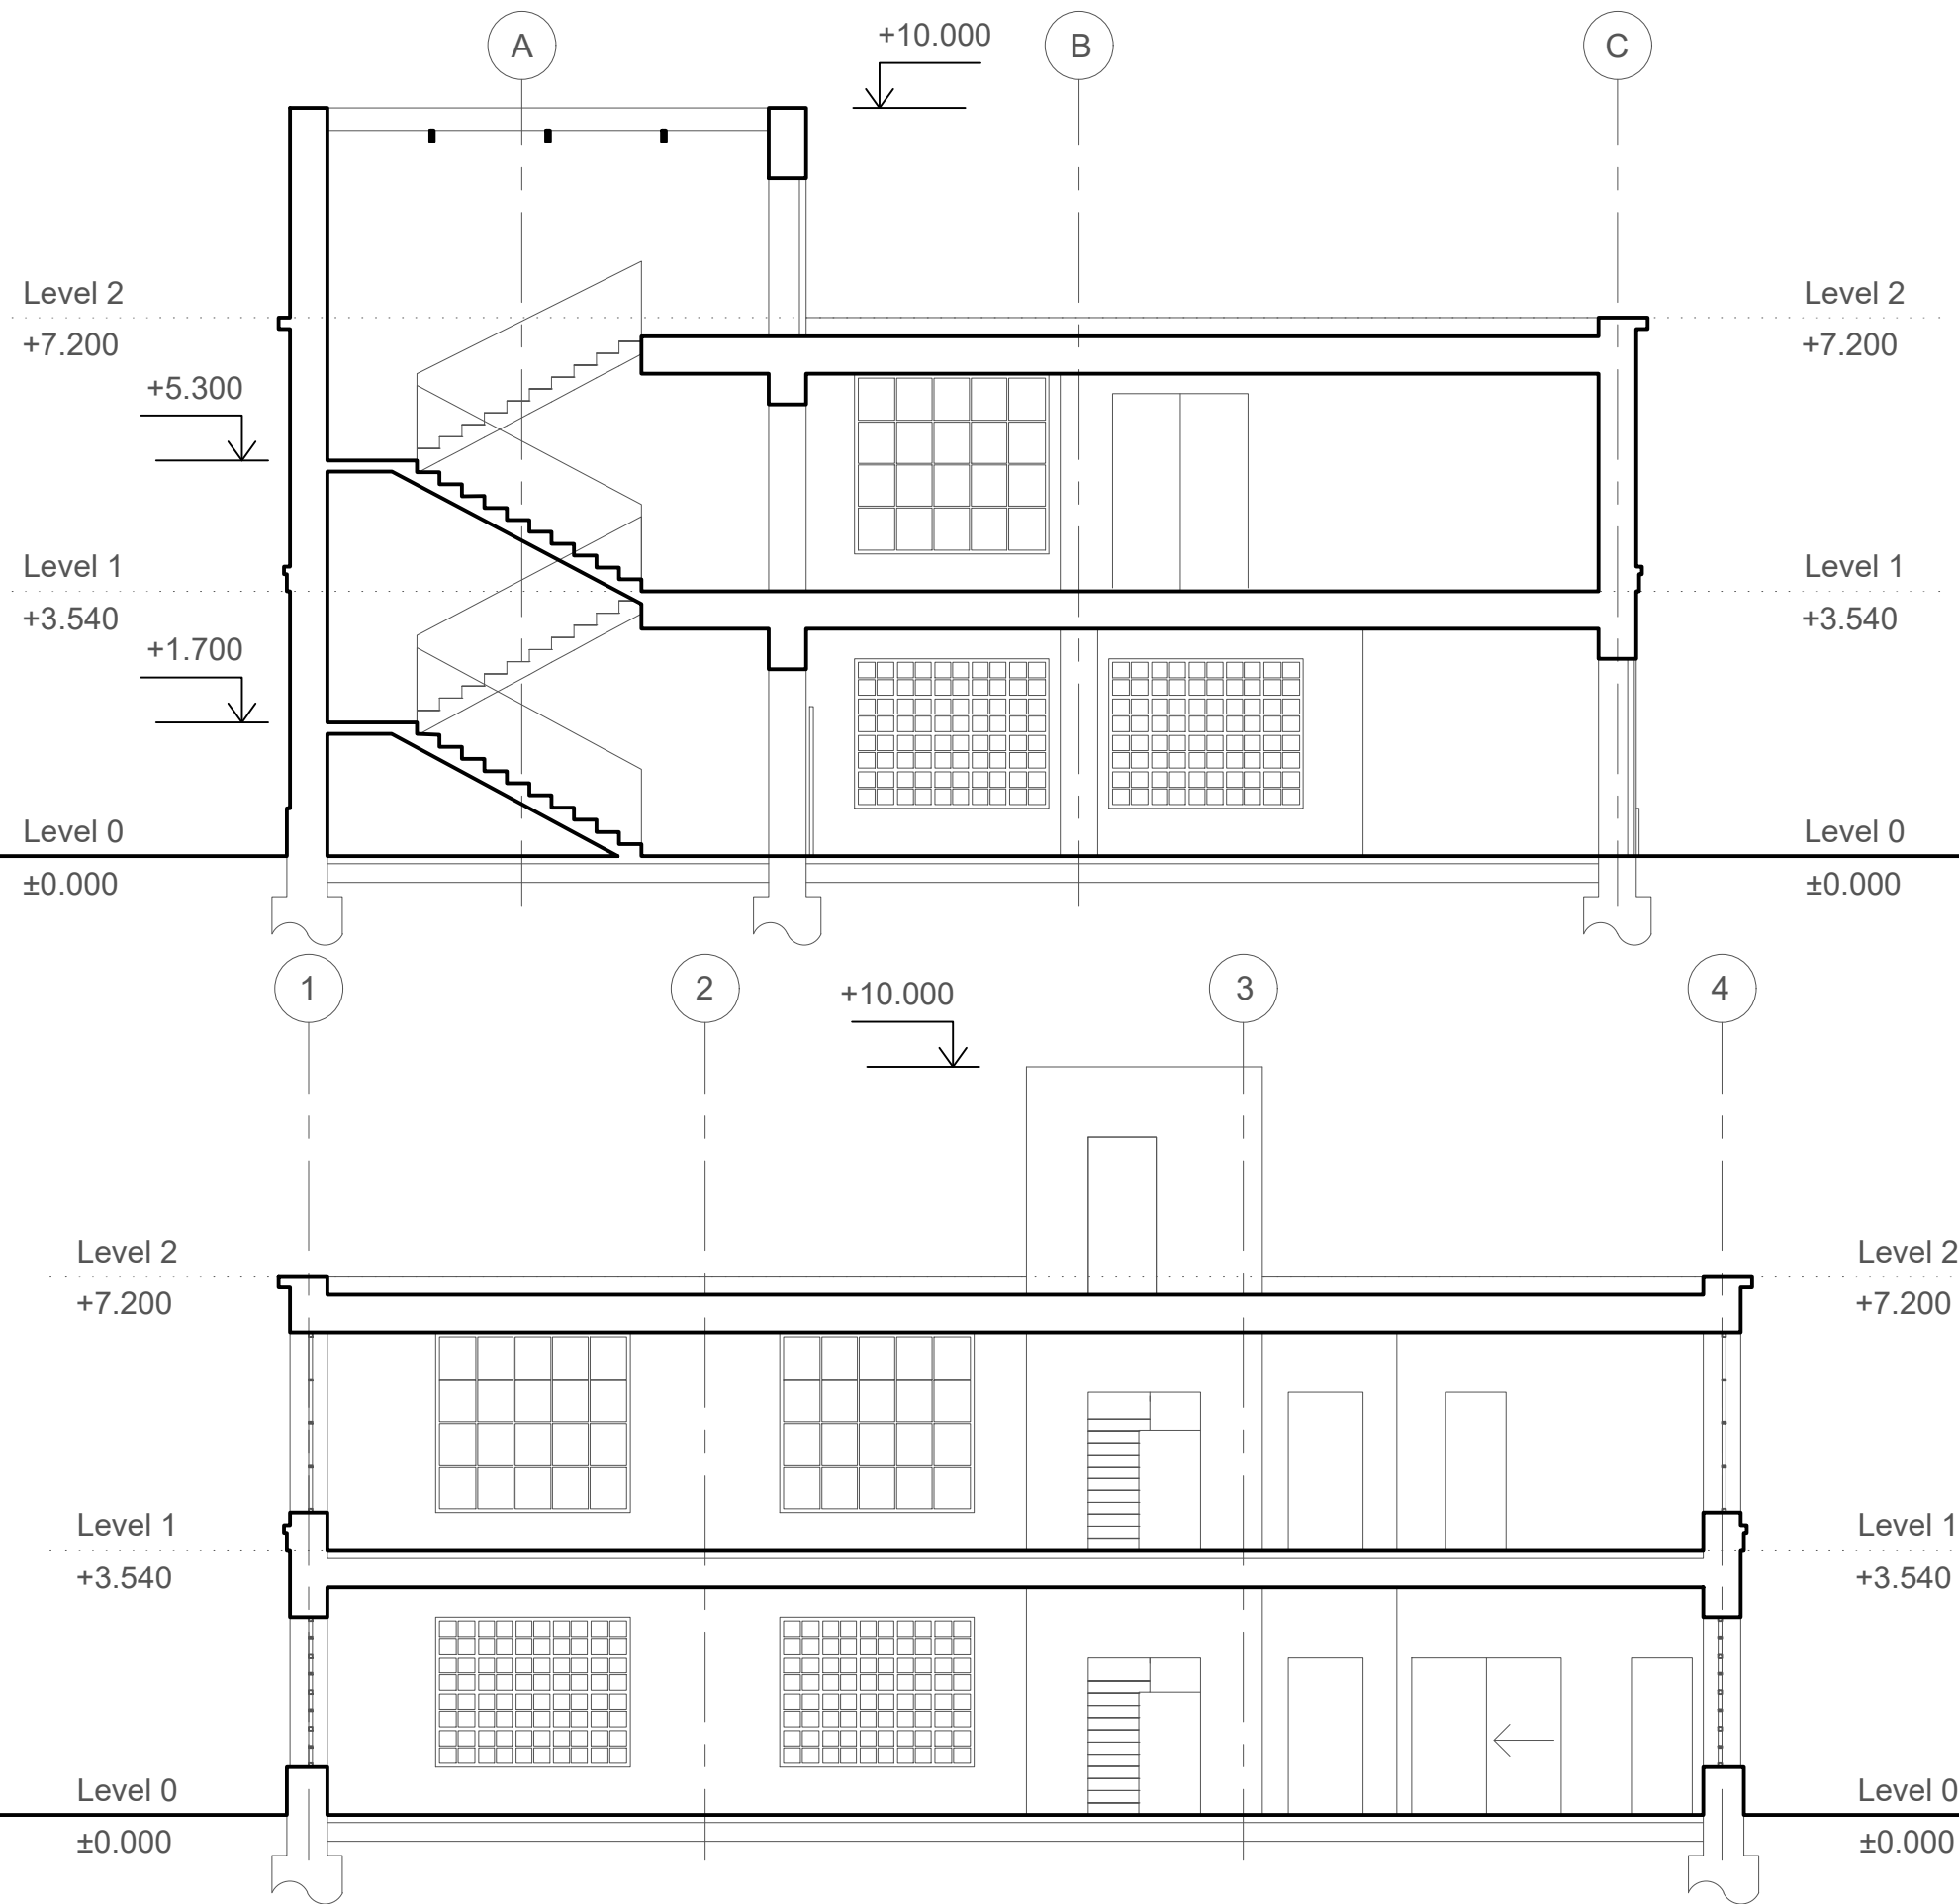 A
+10.000
B
C
Level 2
+7.200
Level 2
+7.200
+5.300
Level 1
+3.540
Level 1
+3.540
+1.700
Level 0
±0.000
Level 0
±0.000
1
2
+10.000
3
4
Level 2
+7.200
Level 2
+7.200
Level 1
+3.540
Level 1
+3.540
Level 0
±0.000
Level 0
±0.000